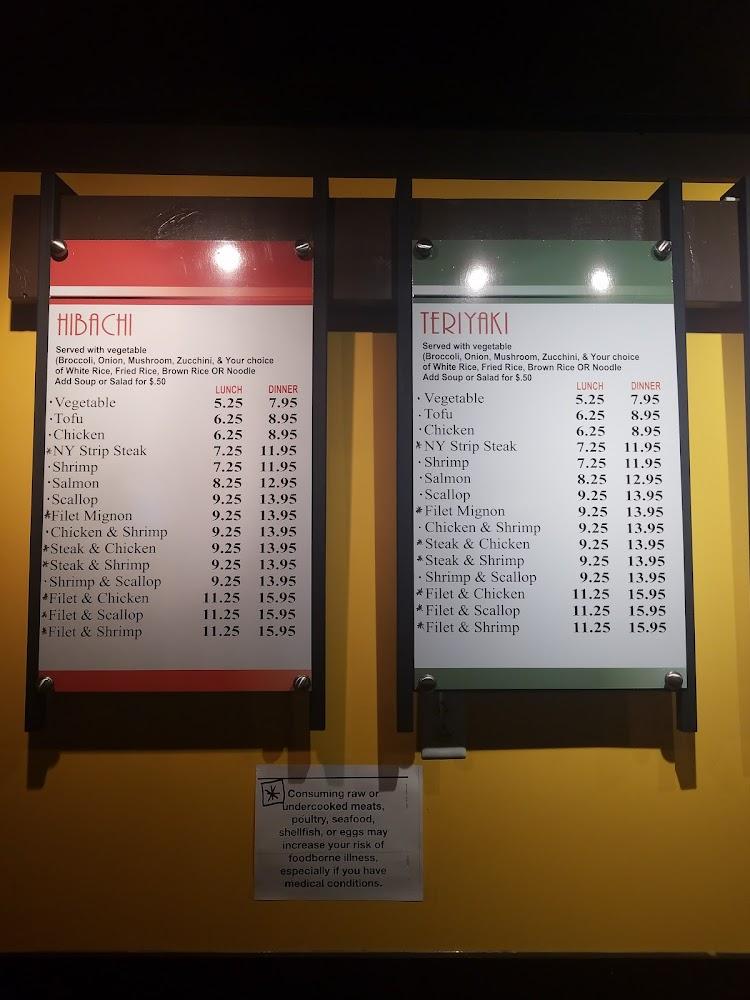 HIBACHI
Served with vegetable
(Broccoli, Onion, Mushroom, Zucchini, & Your choice
of White Rice, Fried Rice, Brown Rice OR Noodle
Add Soup or Salad for $.50
LUNCH DINNER
·Vegetable 5.25 7.95
·Tofu 6.25 8.95
·Chicken 6.25 8.95
*NY Strip Steak 7.25 11.95
·Shrimp 7.25 11.95
·Salmon 8.25 12.95
·Scallop 9.25 13.95
*Filet Mignon 9.25 13.95
·Chicken & Shrimp 9.25 13.95
*Steak & Chicken 9.25 13.95
*Steak & Shrimp 9.25 13.95
·Shrimp & Scallop 9.25 13.95
*Filet & Chicken 11.25 15.95
*Filet & Scallop 11.25 15.95
*Filet & Shrimp 11.25 15.95
TERIYAKI
Served with vegetable
(Broccoli, Onion, Mushroom, Zucchini, & Your choice
of White Rice, Fried Rice, Brown Rice OR Noodle
Add Soup or Salad for $.50
LUNCH DINNER
·Vegetable 5.25 7.95
·Tofu 6.25 8.95
·Chicken 6.25 8.95
*NY Strip Steak 7.25 11.95
·Shrimp 7.25 11.95
·Salmon 8.25 12.95
·Scallop 9.25 13.95
*Filet Mignon 9.25 13.95
·Chicken & Shrimp 9.25 13.95
*Steak & Chicken 9.25 13.95
*Steak & Shrimp 9.25 13.95
·Shrimp & Scallop 9.25 13.95
*Filet & Chicken 11.25 15.95
*Filet & Scallop 11.25 15.95
*Filet & Shrimp 11.25 15.95
* Consuming raw or
undercooked meats,
poultry, seafood,
shellfish, or eggs may
increase your risk of
foodborne illness,
especially if you have
medical conditions.